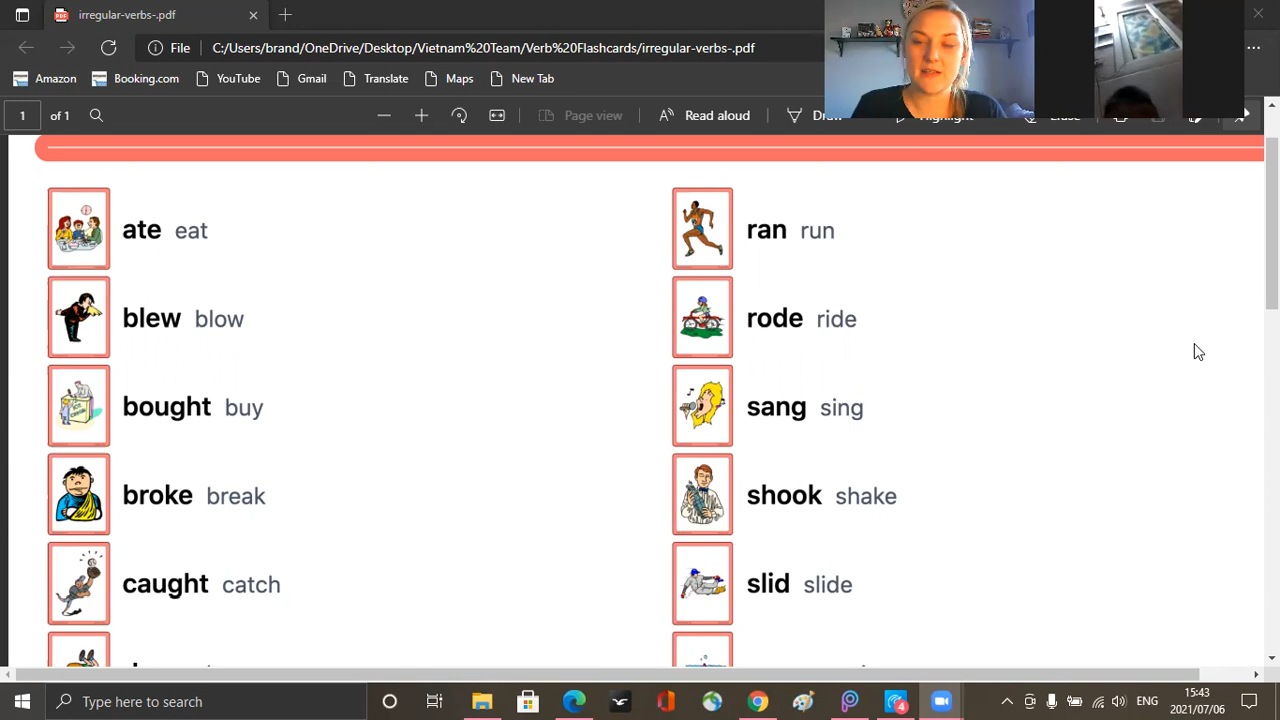 irregular-verbs-.pdf
File C:/Users/brand/OneDrive/Desktop/Vietnam%20Team/Verb%20Flashcards/irregular-verbs-.pdf
Amazon Booking.com YouTube Gmail Translate Maps New Tab
1 of 1 Page view Read aloud
ate eat
blew blow
bought buy
broke break
caught catch
ran run
rode ride
sang sing
shook shake
slid slide
Type here to search
4
ENG
15:43
2021/07/06